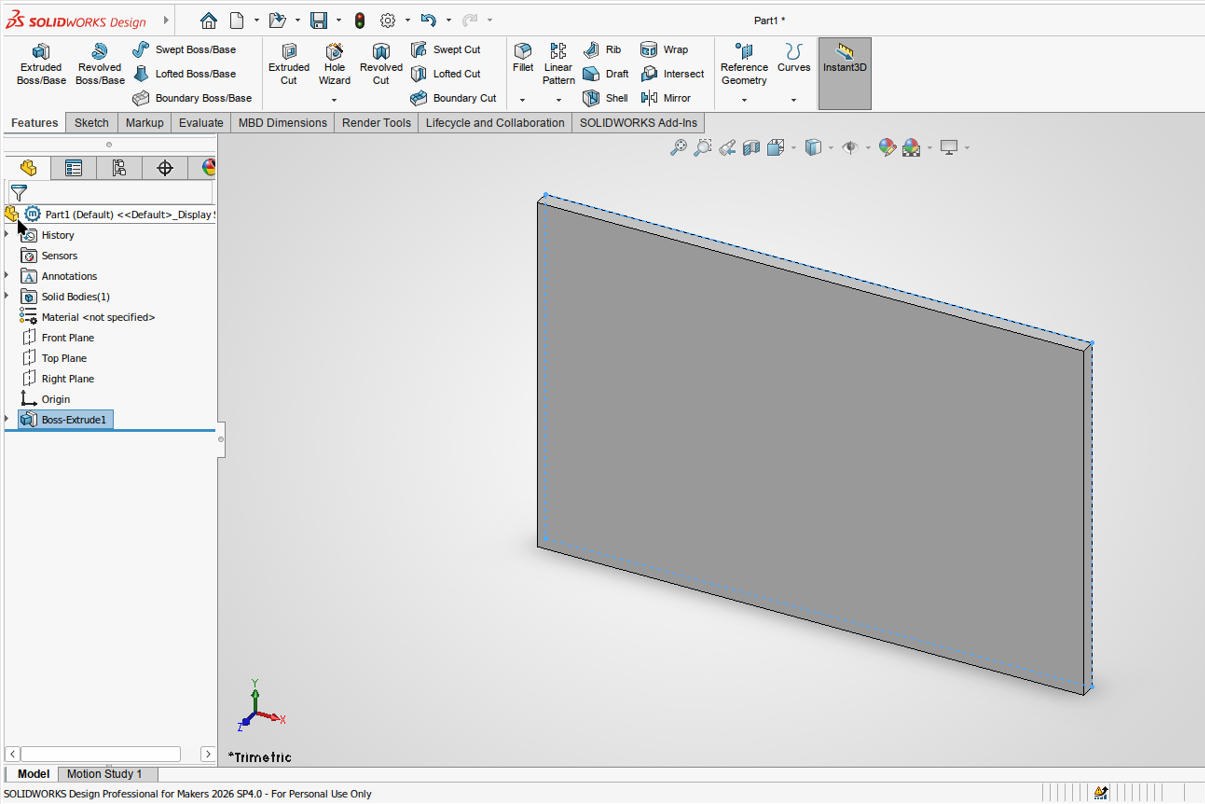 SOLIDWORKS Design
Part1 *
Extruded Boss/Base
Revolved Boss/Base
Swept Boss/Base
Lofted Boss/Base
Boundary Boss/Base
Extruded Cut
Hole Wizard
Revolved Cut
Swept Cut
Lofted Cut
Boundary Cut
Fillet
Linear Pattern
Rib
Draft
Shell
Wrap
Intersect
Mirror
Reference Geometry
Curves
Instant3D
Features
Sketch
Markup
Evaluate
MBD Dimensions
Render Tools
Lifecycle and Collaboration
SOLIDWORKS Add-Ins
Part1 (Default) <<Default>_Display
History
Sensors
Annotations
Solid Bodies(1)
Material <not specified>
Front Plane
Top Plane
Right Plane
Origin
Boss-Extrude1
Y
X
Z
*Trimetric
Model
Motion Study 1
SOLIDWORKS Design Professional for Makers 2026 SP4.0 - For Personal Use Only